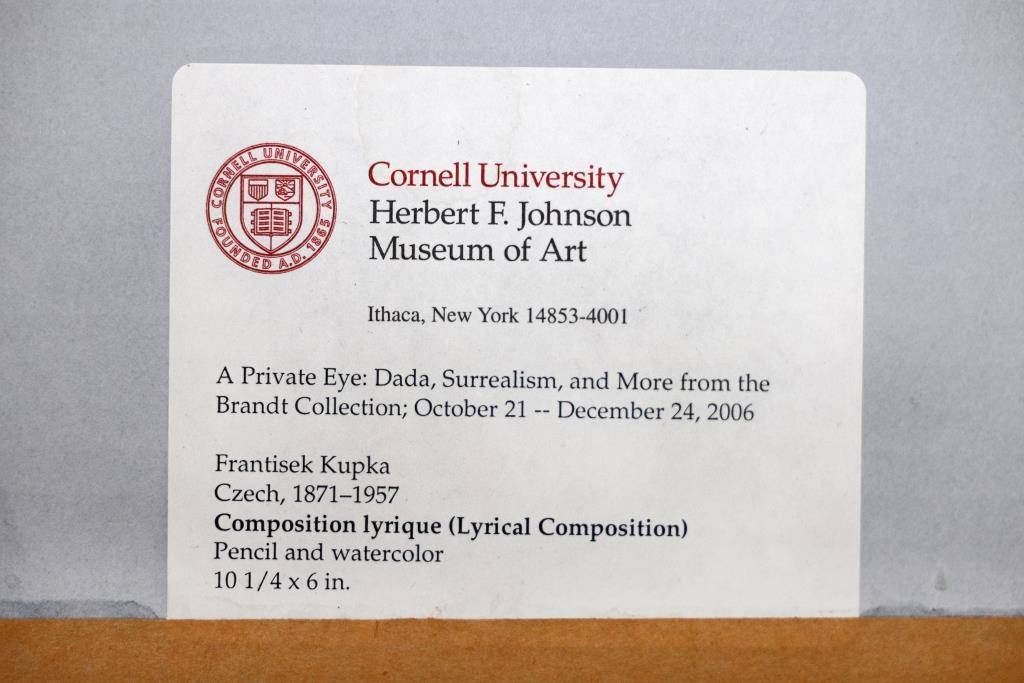 CORNELL UNIVERSITY
FOUNDED A.D. 1865
Cornell University
Herbert F. Johnson
Museum of Art
Ithaca, New York 14853-4001
A Private Eye: Dada, Surrealism, and More from the
Brandt Collection; October 21 -- December 24, 2006
Frantisek Kupka
Czech, 1871–1957
Composition lyrique (Lyrical Composition)
Pencil and watercolor
10 1/4 x 6 in.